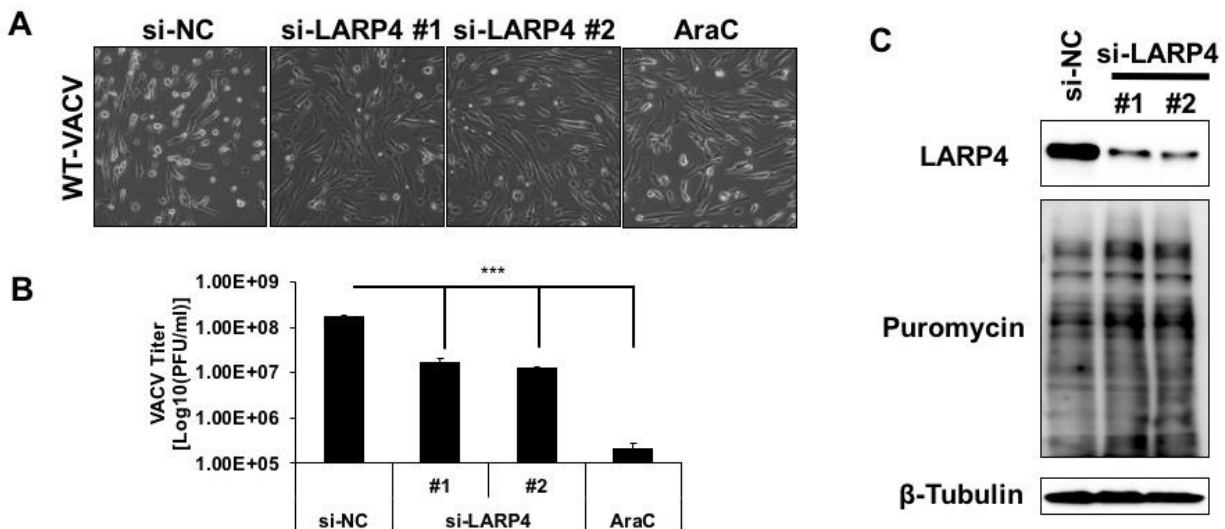 A
si-NC si-LARP4 #1 si-LARP4 #2 AraC
WT-VACV
B
1.00E+09
1.00E+08
1.00E+07
1.00E+06
1.00E+05
VACV Titer
[Log10(PFU/ml)]
***
#1 #2
si-NC si-LARP4 AraC
C
si-NC
si-LARP4
#1 #2
LARP4
Puromycin
β-Tubulin